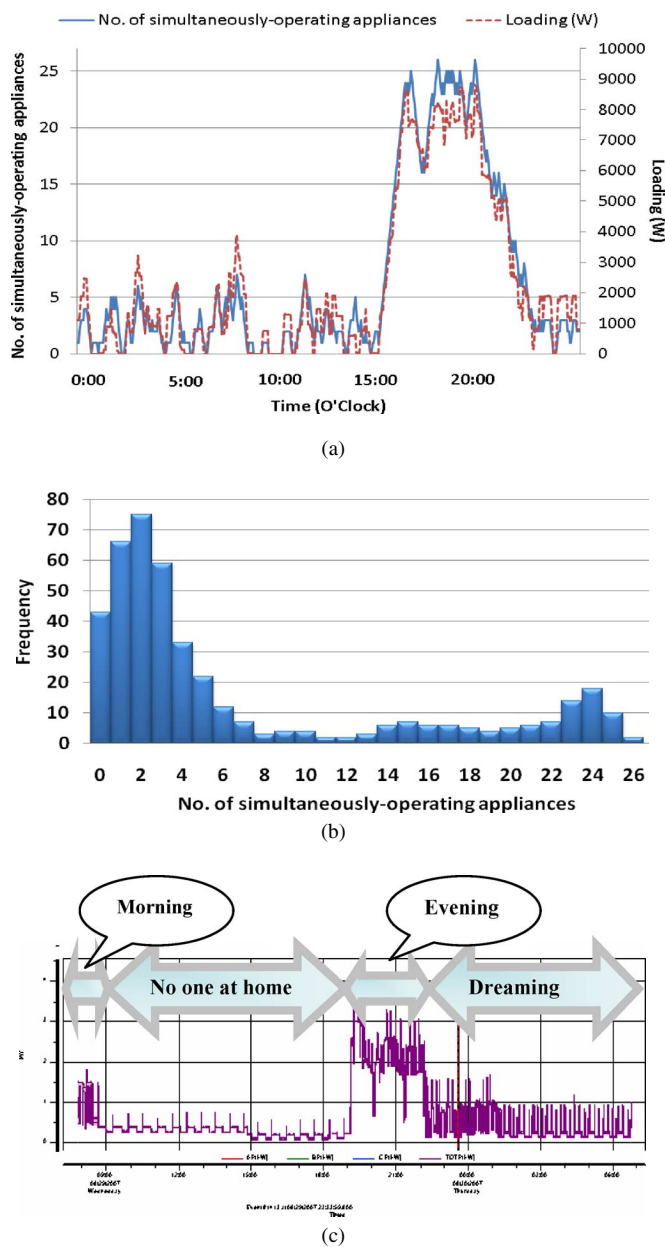 No. of simultaneously-operating appliances Loading (W)
No. of simultaneously-operating appliances
25
20
15
10
5
0
10000
9000
8000
7000
6000
5000
4000
3000
2000
1000
0
Loading (W)
0:00 5:00 10:00 15:00 20:00
Time (O'Clock)
(a)
Frequency
80
70
60
50
40
30
20
10
0
0 2 4 6 8 10 12 14 16 18 20 22 24 26
No. of simultaneously-operating appliances
(b)
Morning
Evening
No one at home
Dreaming
Wednesday
Thursday
(c)